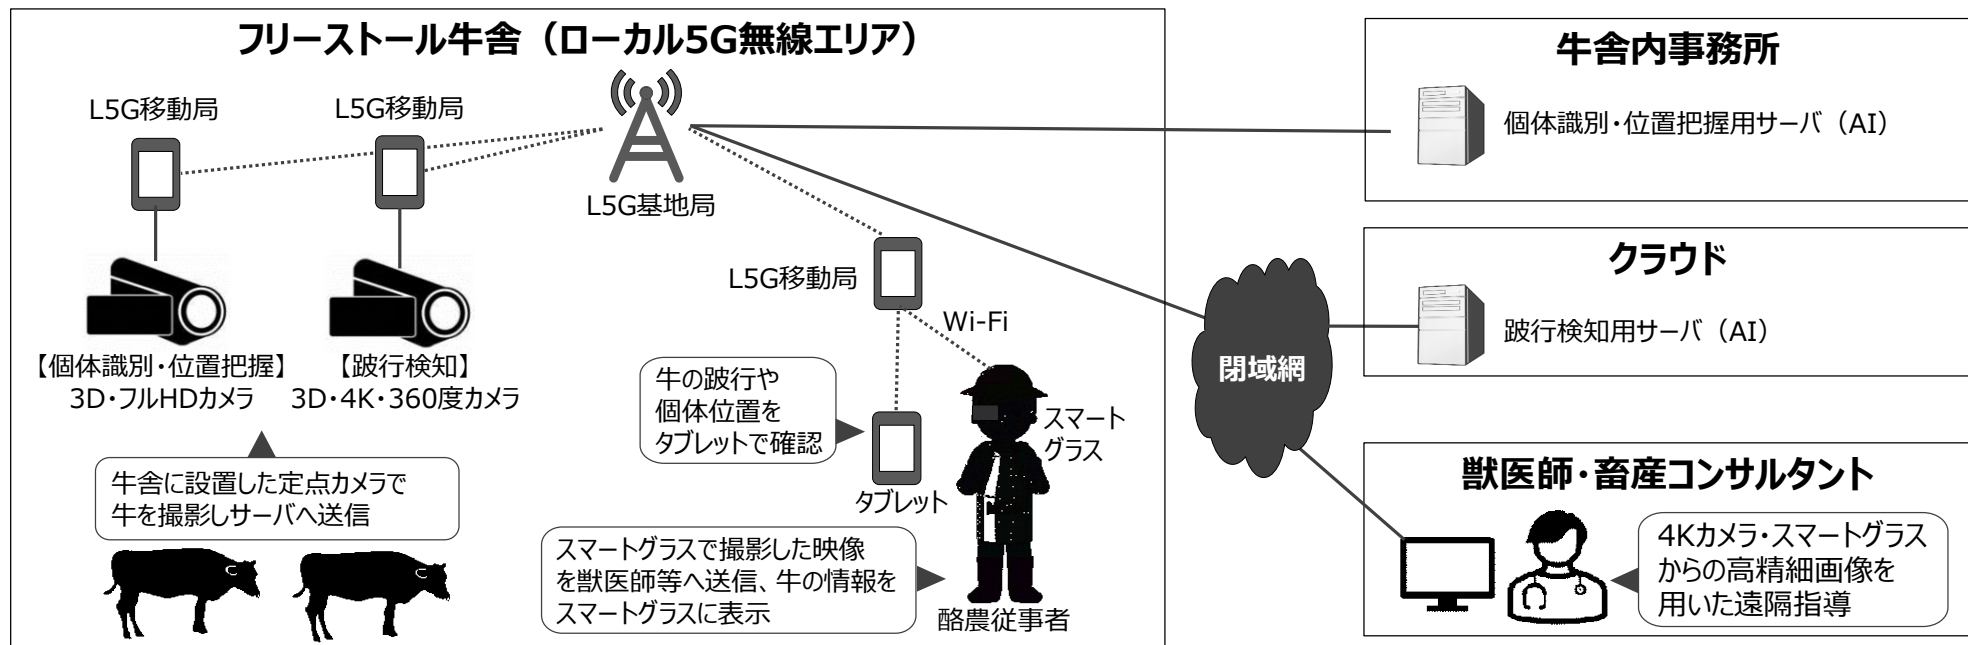 フリーストール牛舎（ローカル5G無線エリア）
L5G移動局
L5G移動局
L5G基地局
L5G移動局
Wi-Fi
【個体識別・位置把握】
3D・フルHDカメラ
【跛行検知】
3D・4K・360度カメラ
牛舎に設置した定点カメラで
牛を撮影しサーバへ送信
牛の跛行や
個体位置を
タブレットで確認
タブレット
スマート
グラス
スマートグラスで撮影した映像
を獣医師等へ送信、牛の情報を
スマートグラスに表示
酪農従事者
閉域網
牛舎内事務所
個体識別・位置把握用サーバ（AI）
クラウド
跛行検知用サーバ（AI）
獣医師・畜産コンサルタント
4Kカメラ・スマートグラス
からの高精細画像を
用いた遠隔指導